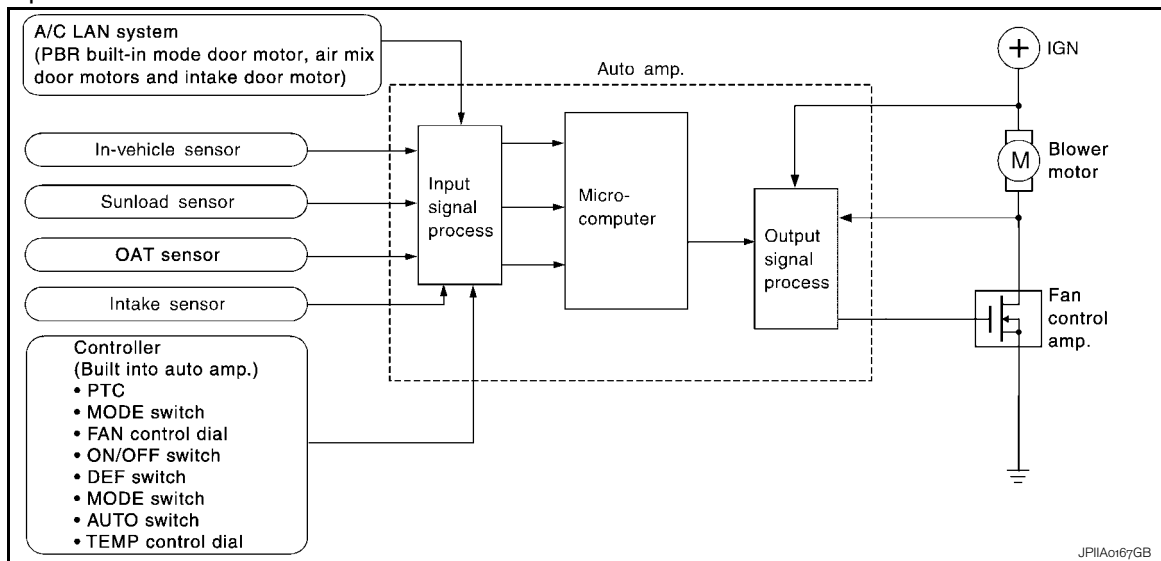 A/C LAN system
(PBR built-in mode door motor, air mix
door motors and intake door motor)
Auto amp.
IGN
In-vehicle sensor
Sunload sensor
OAT sensor
Intake sensor
Input
signal
process
Micro-
computer
Output
signal
process
M
Blower
motor
Fan
control
amp.
Controller
(Built into auto amp.)
• PTC
• MODE switch
• FAN control dial
• ON/OFF switch
• DEF switch
• MODE switch
• AUTO switch
• TEMP control dial
JPIIA0167GB